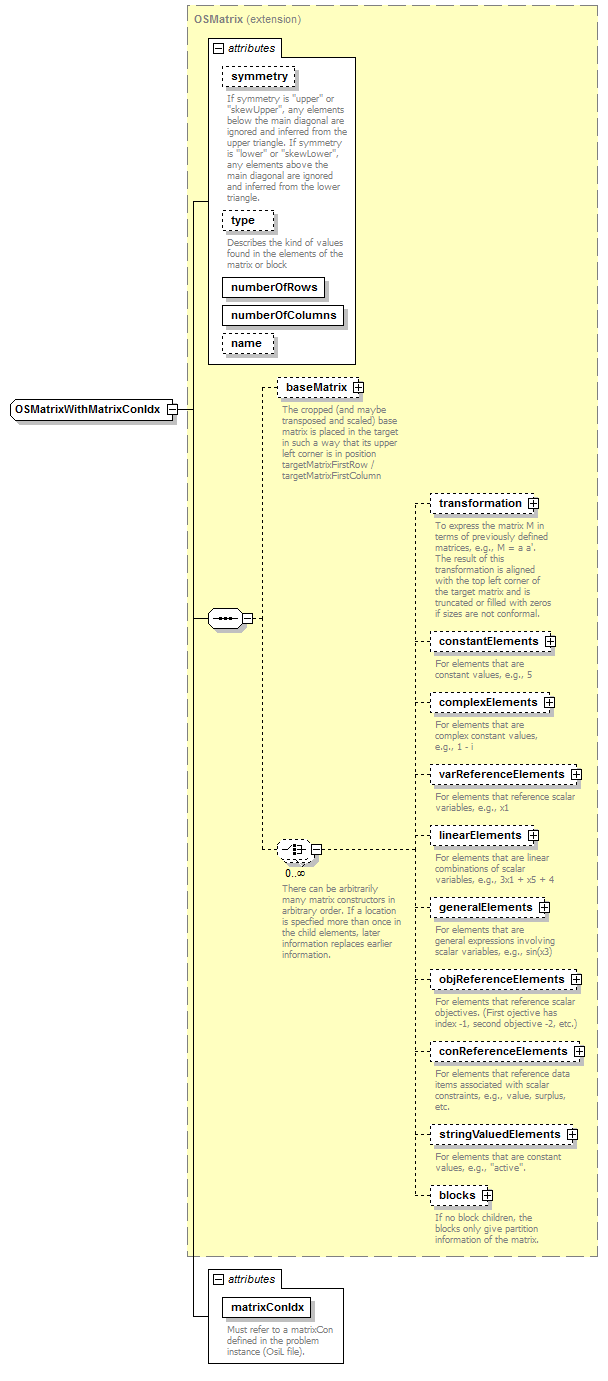 OSMatrix (extension)
attributes
symmetry
If symmetry is "upper" or
"skewUpper", any elements
below the main diagonal are
ignored and inferred from the
upper triangle. If symmetry
is "lower" or "skewLower",
any elements above the
main diagonal are ignored
and inferred from the lower
triangle.
type
Describes the kind of values
found in the elements of the
matrix or block
numberOfRows
numberOfColumns
name
OSMatrixWithMatrixConIdx
baseMatrix
The cropped (and maybe
transposed and scaled) base
matrix is placed in the target
in such a way that its upper
left corner is in position
targetMatrixFirstRow /
targetMatrixFirstColumn
transformation
To express the matrix M in
terms of previously defined
matrices, e.g., M = a a'.
The result of this
transformation is aligned
with the top left corner of
the target matrix and is
truncated or filled with zeros
if sizes are not conformal.
constantElements
For elements that are
constant values, e.g., 5
complexElements
For elements that are
complex constant values,
e.g., 1 - i
varReferenceElements
For elements that reference scalar
variables, e.g., x1
linearElements
For elements that are linear
combinations of scalar
variables, e.g., 3x1 + x5 + 4
0..∞
There can be arbitrarily
many matrix constructors in
arbitrary order. If a location
is specfied more than once in
the child elements, later
information replaces earlier
information.
generalElements
For elements that are
general expressions involving
scalar variables, e.g., sin(x3)
objReferenceElements
For elements that reference scalar
objectives. (First ojective has
index -1, second objective -2, etc.)
conReferenceElements
For elements that reference data
items associated with scalar
constraints, e.g., value, surplus,
etc.
stringValuedElements
For elements that are constant
values, e.g., "active".
blocks
If no block children, the
blocks only give partition
information of the matrix.
attributes
matrixConIdx
Must refer to a matrixCon
defined in the problem
instance (OsiL file).